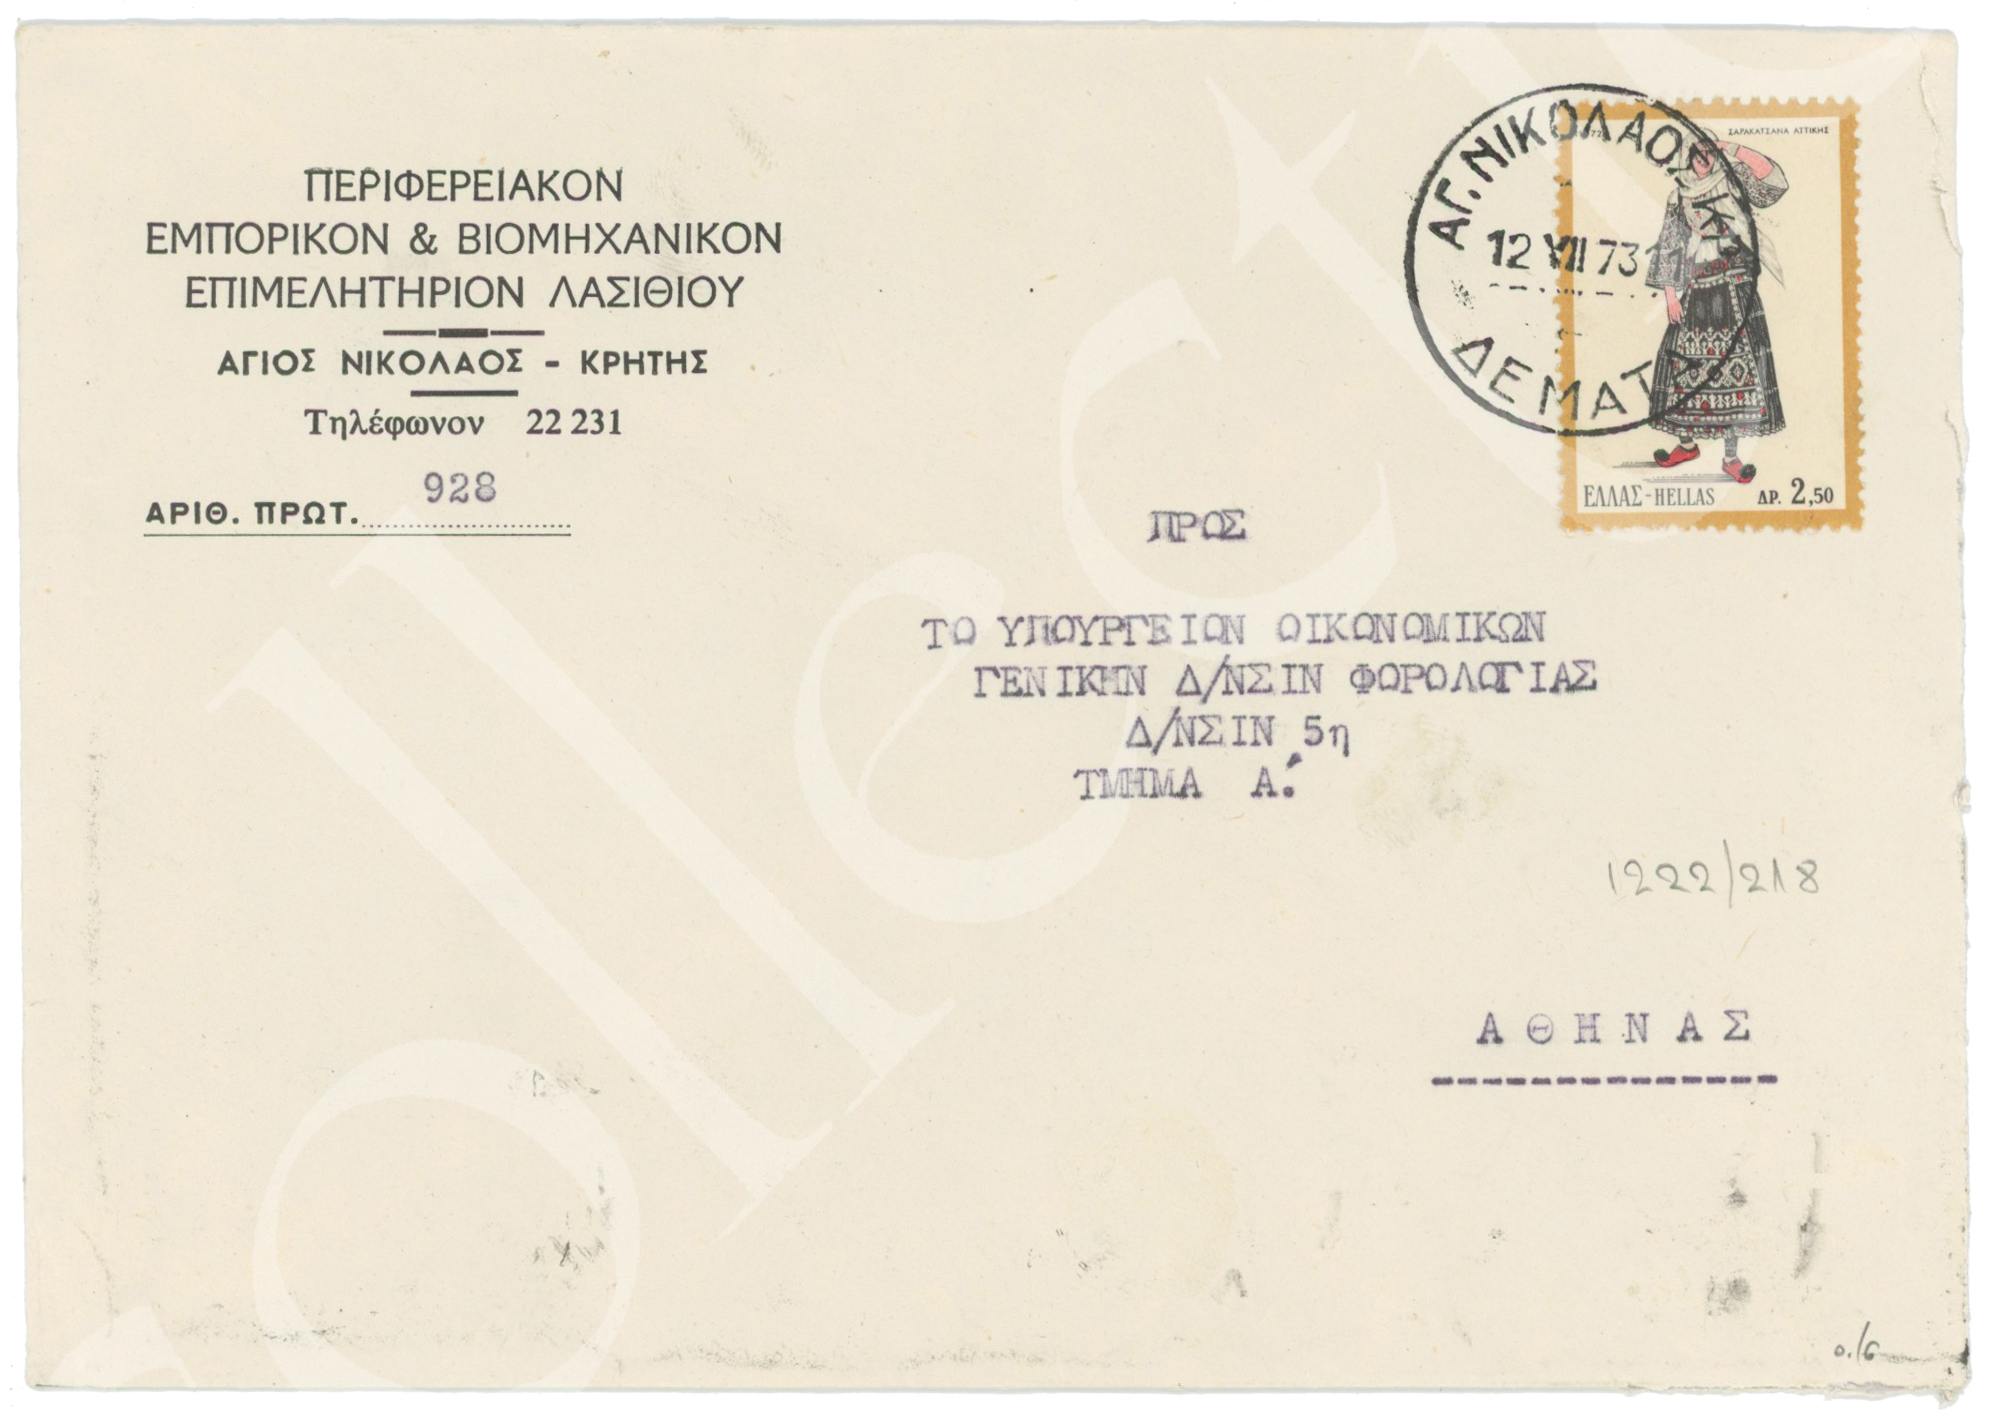 ΠΕΡΙΦΕΡΕΙΑΚΟΝ
ΕΜΠΟΡΙΚΟΝ & ΒΙΟΜΗΧΑΝΙΚΟΝ
ΕΠΙΜΕΛΗΤΗΡΙΟΝ ΛΑΣΙΘΙΟΥ
ΑΓΙΟΣ ΝΙΚΟΛΑΟΣ - ΚΡΗΤΗΣ
Τηλέφωνον 22 231
ΑΡΙΘ. ΠΡΩΤ. 928
ΑΓ. ΝΙΚΟΛΑΟΣ
12 VII 73 11
ΔΕΜΑΤ
ΣΑΡΑΚΑΤΣΑΝΑ ΑΤΤΙΚΗΣ
ΕΛΛΑΣ-HELLAS ΔΡ. 2,50
ΠΡΟΣ
ΤΟ ΥΠΟΥΡΓΕΙΟΝ ΟΙΚΟΝΟΜΙΚΩΝ
ΓΕΝΙΚΗΝ Δ/ΝΣΙΝ ΦΟΡΟΛΟΓΙΑΣ
Δ/ΝΣΙΝ 5η
ΤΜΗΜΑ Α΄.
1222/218
ΑΘΗΝΑΣ
collect